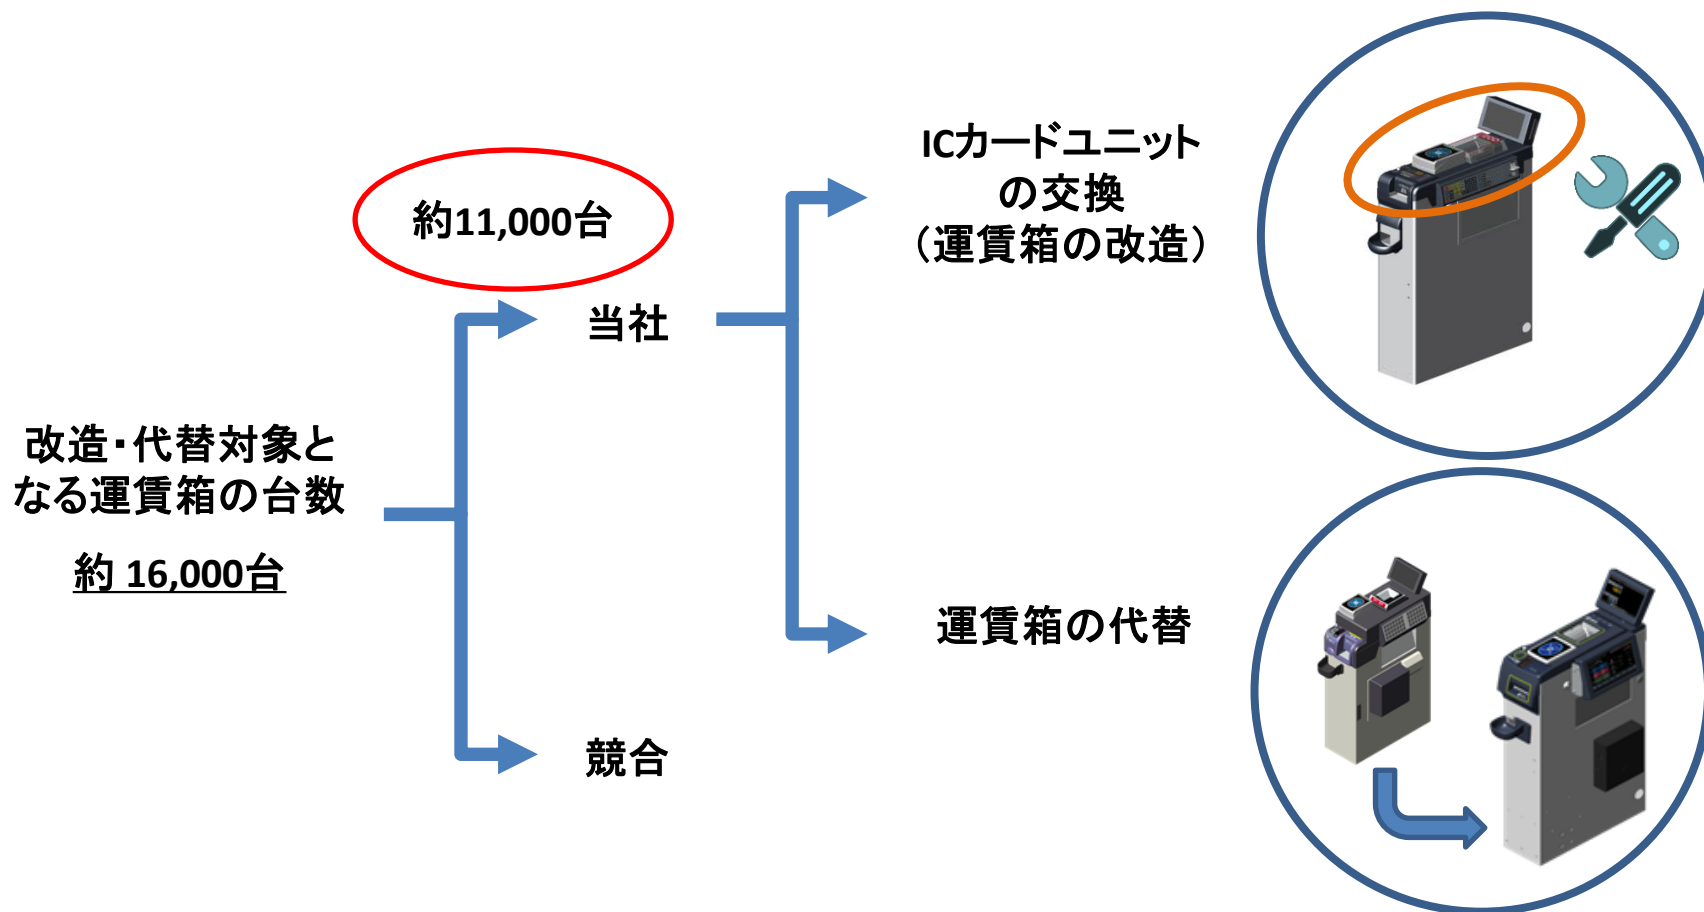 ICカードユニット
の交換
（運賃箱の改造）
約11,000台
当社
改造・代替対象と
なる運賃箱の台数
約 16,000台
運賃箱の代替
競合